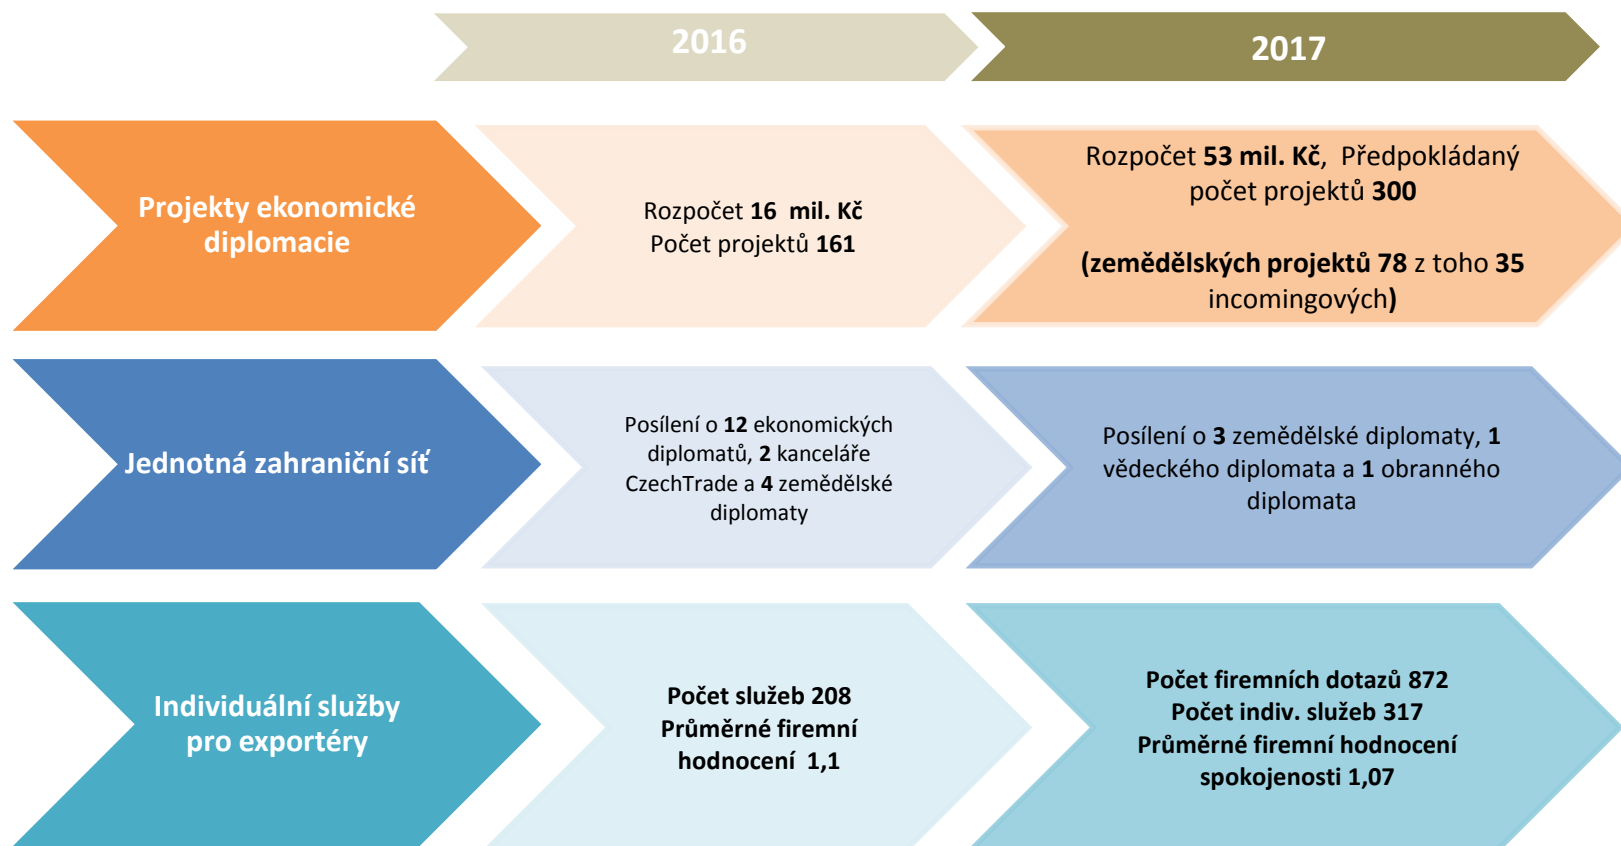 2016
2017
Projekty ekonomické
diplomacie
Rozpočet 16 mil. Kč
Počet projektů 161
Rozpočet 53 mil. Kč, Předpokládaný
počet projektů 300
(zemědělských projektů 78 z toho 35
incomingových)
Jednotná zahraniční síť
Posílení o 12 ekonomických
diplomatů, 2 kanceláře
CzechTrade a 4 zemědělské
diplomaty
Posílení o 3 zemědělské diplomaty, 1
vědeckého diplomata a 1 obranného
diplomata
Individuální služby
pro exportéry
Počet služeb 208
Průměrné firemní
hodnocení 1,1
Počet firemních dotazů 872
Počet indiv. služeb 317
Průměrné firemní hodnocení
spokojenosti 1,07